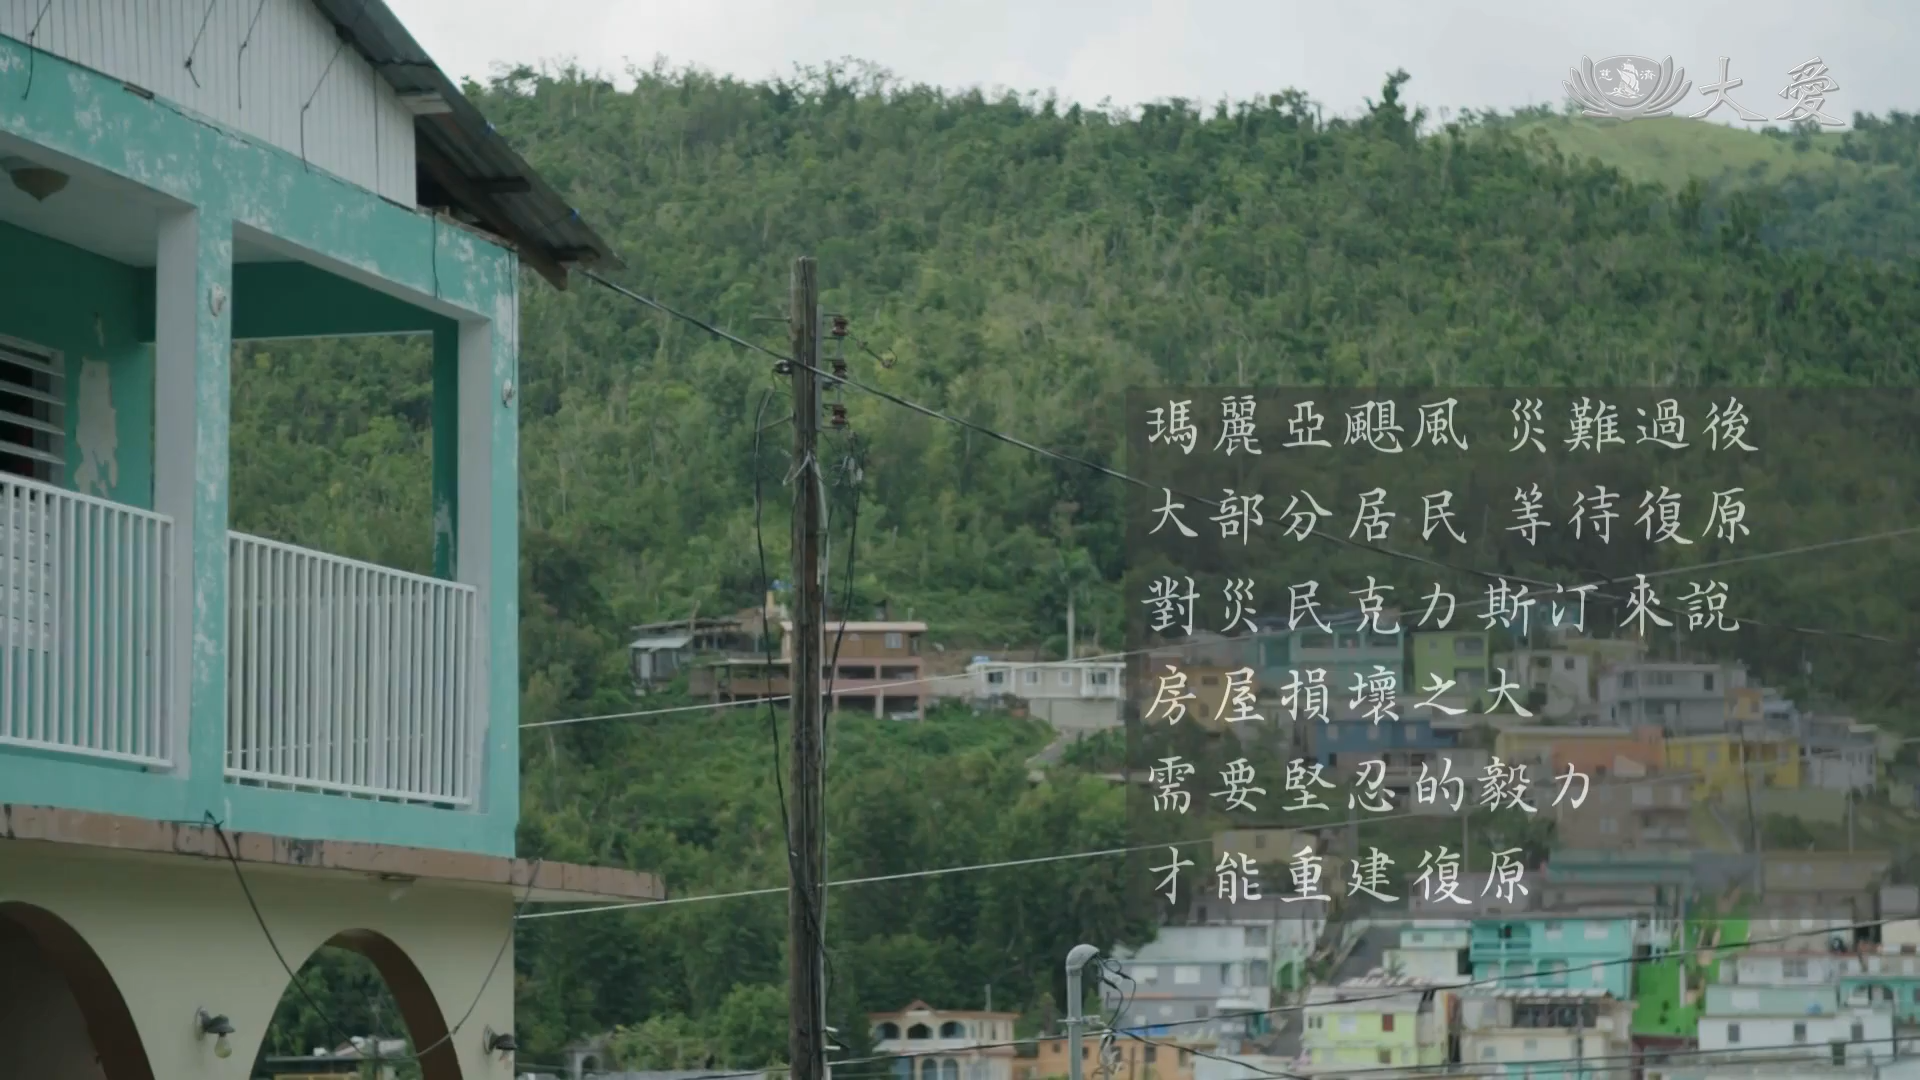 慈濟
大愛
瑪麗亞颶風 災難過後
大部分居民 等待復原
對災民克力斯汀來說
房屋損壞之大
需要堅忍的毅力
才能重建復原